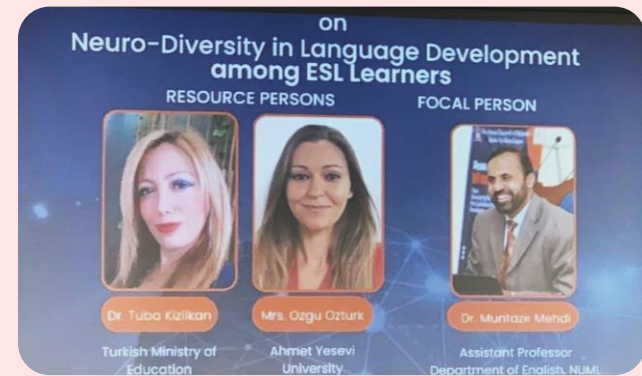 on
Neuro-Diversity in Language Development
among ESL Learners
RESOURCE PERSONS
FOCAL PERSON
Dr. Tuba Kizilkan
Mrs. Ozgu Ozturk
Dr. Muntazir Mehdi
Turkish Ministry of
Education
Ahmet Yesevi
University
Assistant Professor
Department of English, NUML